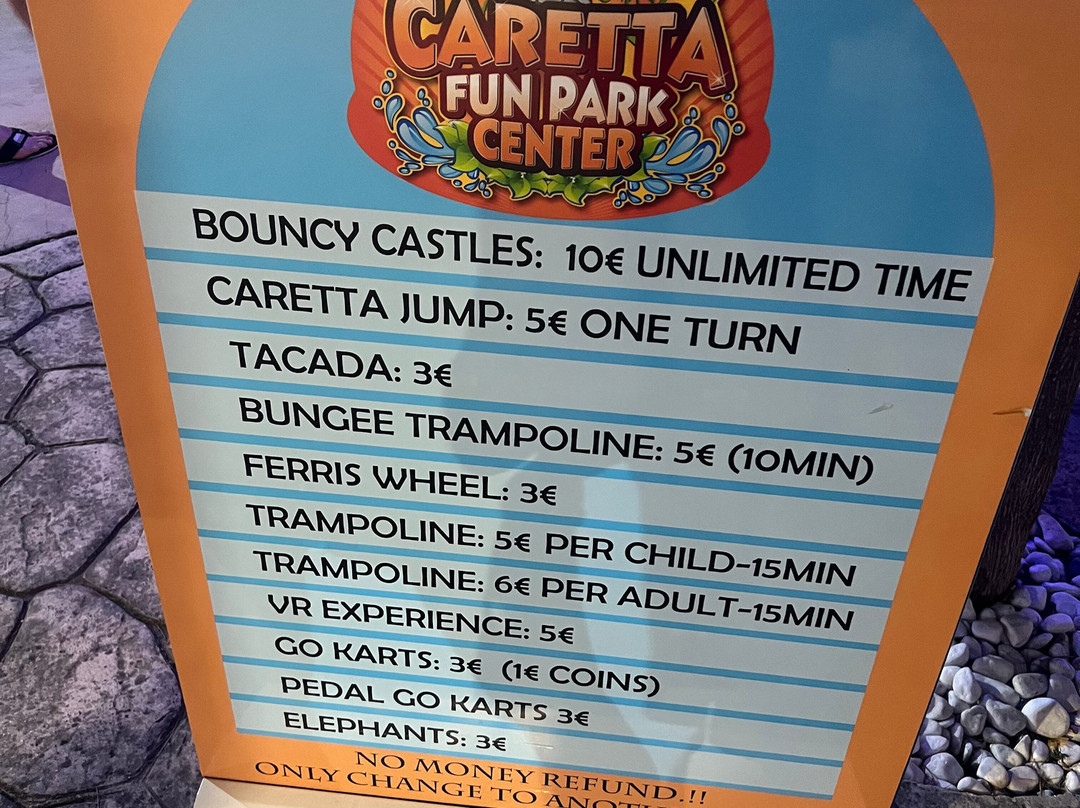 CARETTA
FUN PARK
CENTER
BOUNCY CASTLES: 10€ UNLIMITED TIME
CARETTA JUMP: 5€ ONE TURN
TACADA: 3€
BUNGEE TRAMPOLINE: 5€ (10MIN)
FERRIS WHEEL: 3€
TRAMPOLINE: 5€ PER CHILD-15MIN
TRAMPOLINE: 6€ PER ADULT-15MIN
VR EXPERIENCE: 5€
GO KARTS: 3€ (1€ COINS)
PEDAL GO KARTS 3€
ELEPHANTS: 3€
NO MONEY REFUND.!!
ONLY CHANGE TO